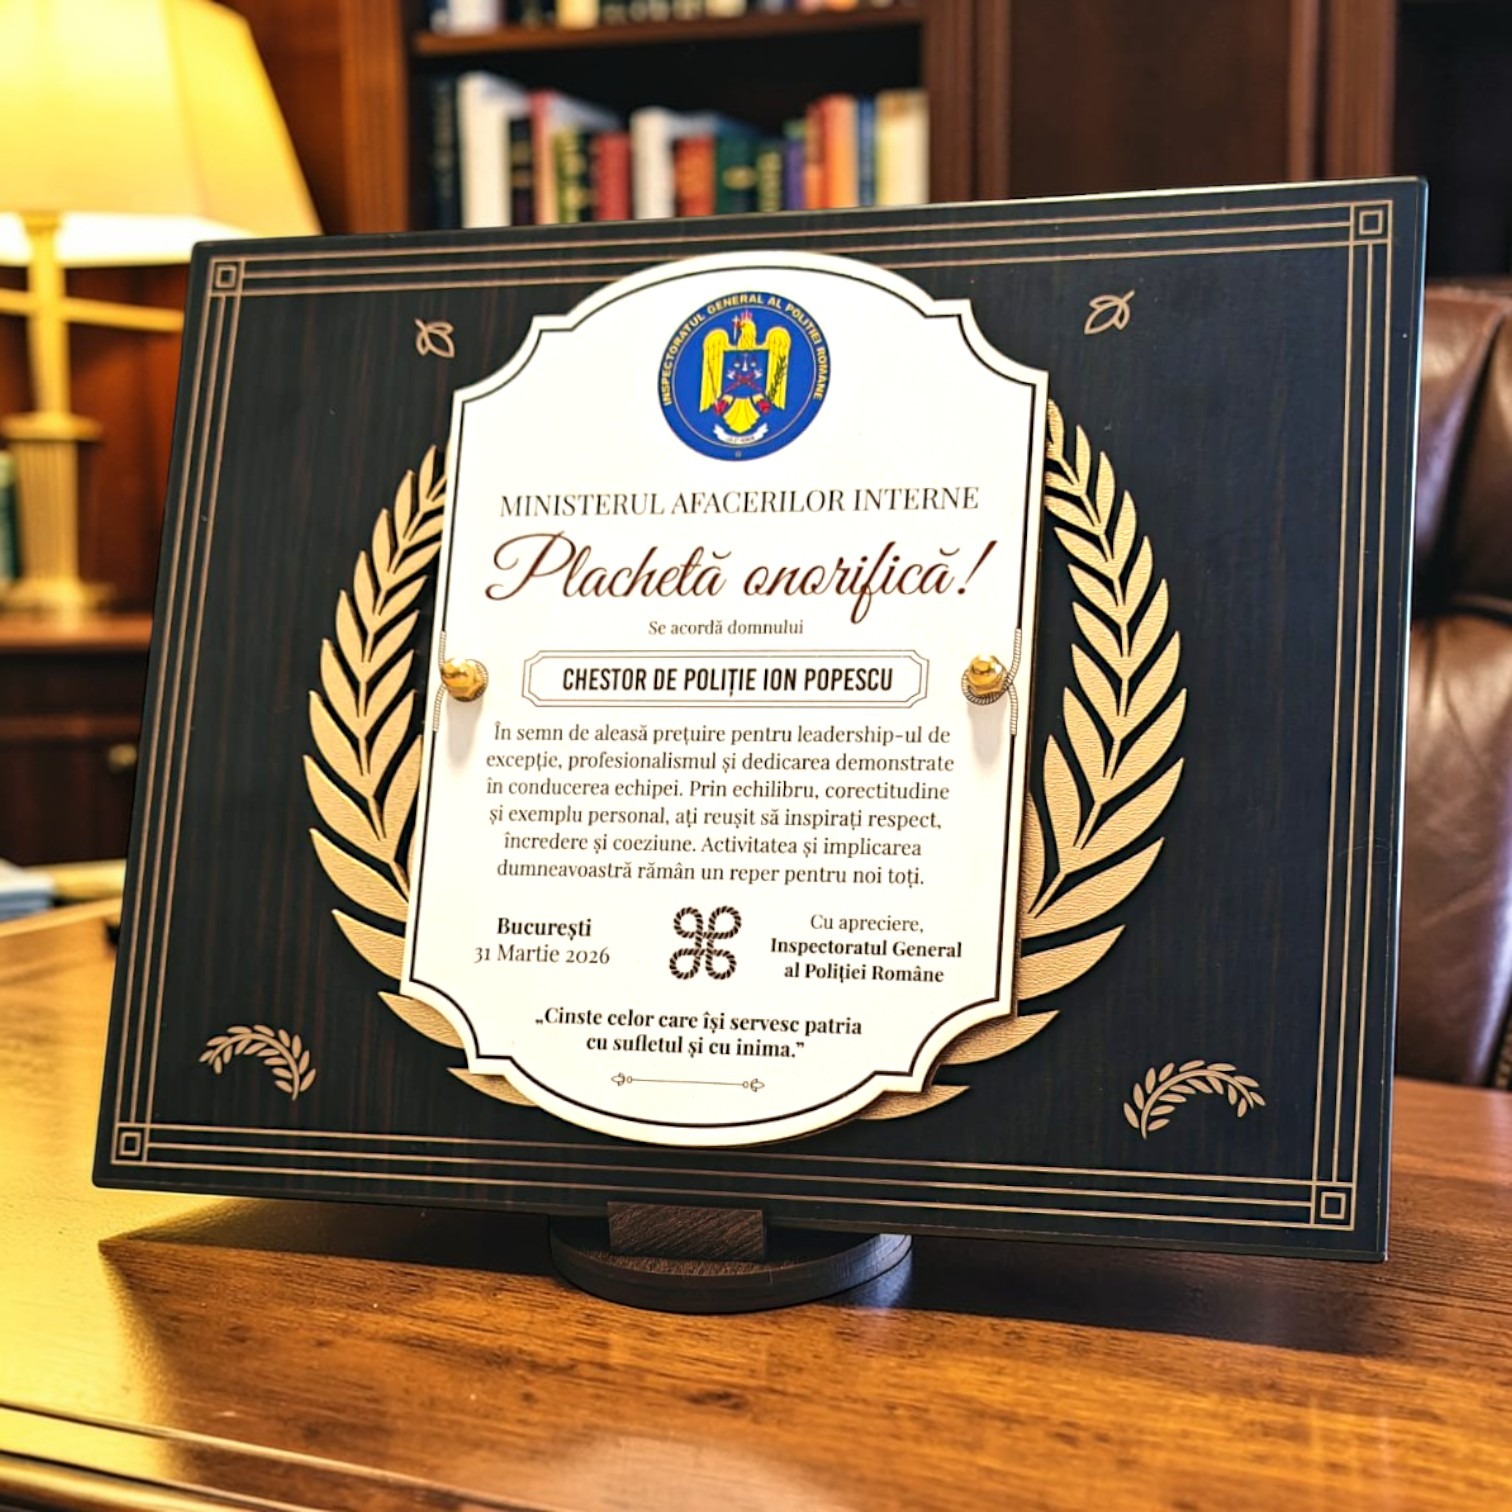 INSPECTORATUL GENERAL AL POLIȚIEI ROMÂNE
MINISTERUL AFACERILOR INTERNE
Plachetă onorifică!
Se acordă domnului
CHESTOR DE POLIȚIE ION POPESCU
În semn de aleasă prețuire pentru leadership-ul de
excepție, profesionalismul și dedicarea demonstrate
în conducerea echipei. Prin echilibru, corectitudine
și exemplu personal, ați reușit să inspirați respect,
încredere și coeziune. Activitatea și implicarea
dumneavoastră rămân un reper pentru noi toți.
București
31 Martie 2026
Cu apreciere,
Inspectoratul General
al Poliției Române
„Cinste celor care își servesc patria
cu sufletul și cu inima.”